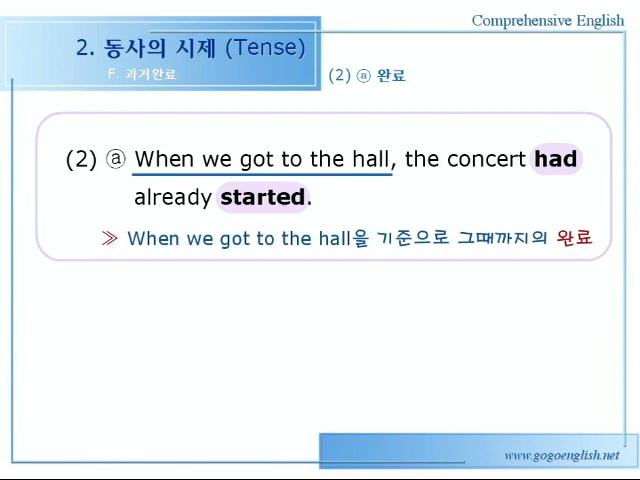 Comprehensive English
2. 동사의 시제 (Tense)
F. 과거완료
(2) ⓐ 완료
(2) ⓐ When we got to the hall, the concert had
already started.
≫ When we got to the hall을 기준으로 그때까지의 완료
www.gogoenglish.net